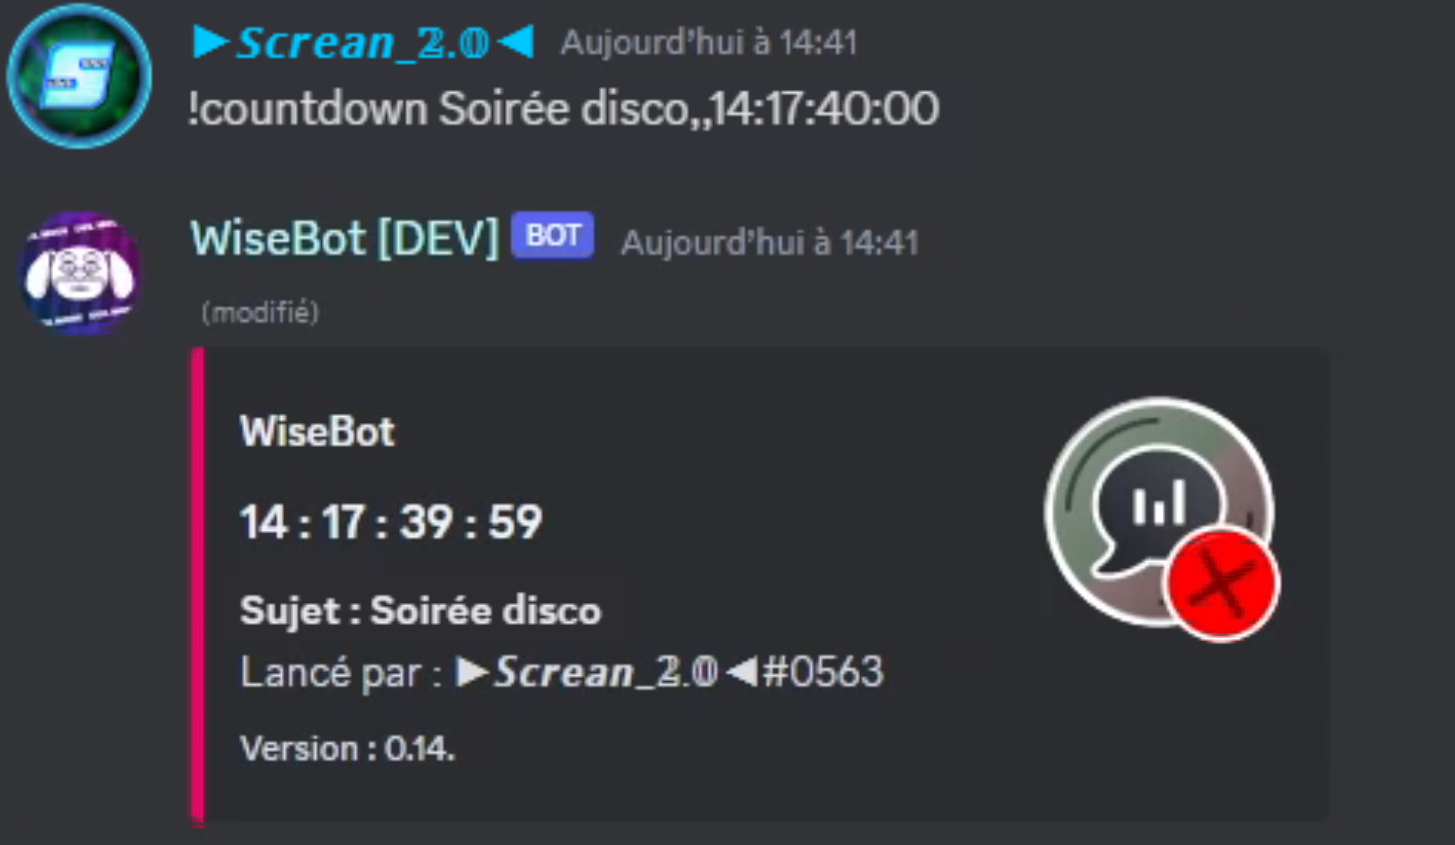 ►𝙎𝙘𝙧𝙚𝙖𝙣_𝟚.𝟘◄ Aujourd’hui à 14:41
!countdown Soirée disco,,14:17:40:00
WiseBot [DEV] BOT Aujourd’hui à 14:41
(modifié)
WiseBot
14 : 17 : 39 : 59
Sujet : Soirée disco
Lancé par : ►𝙎𝙘𝙧𝙚𝙖𝙣_𝟚.𝟘◄#0563
Version : 0.14.